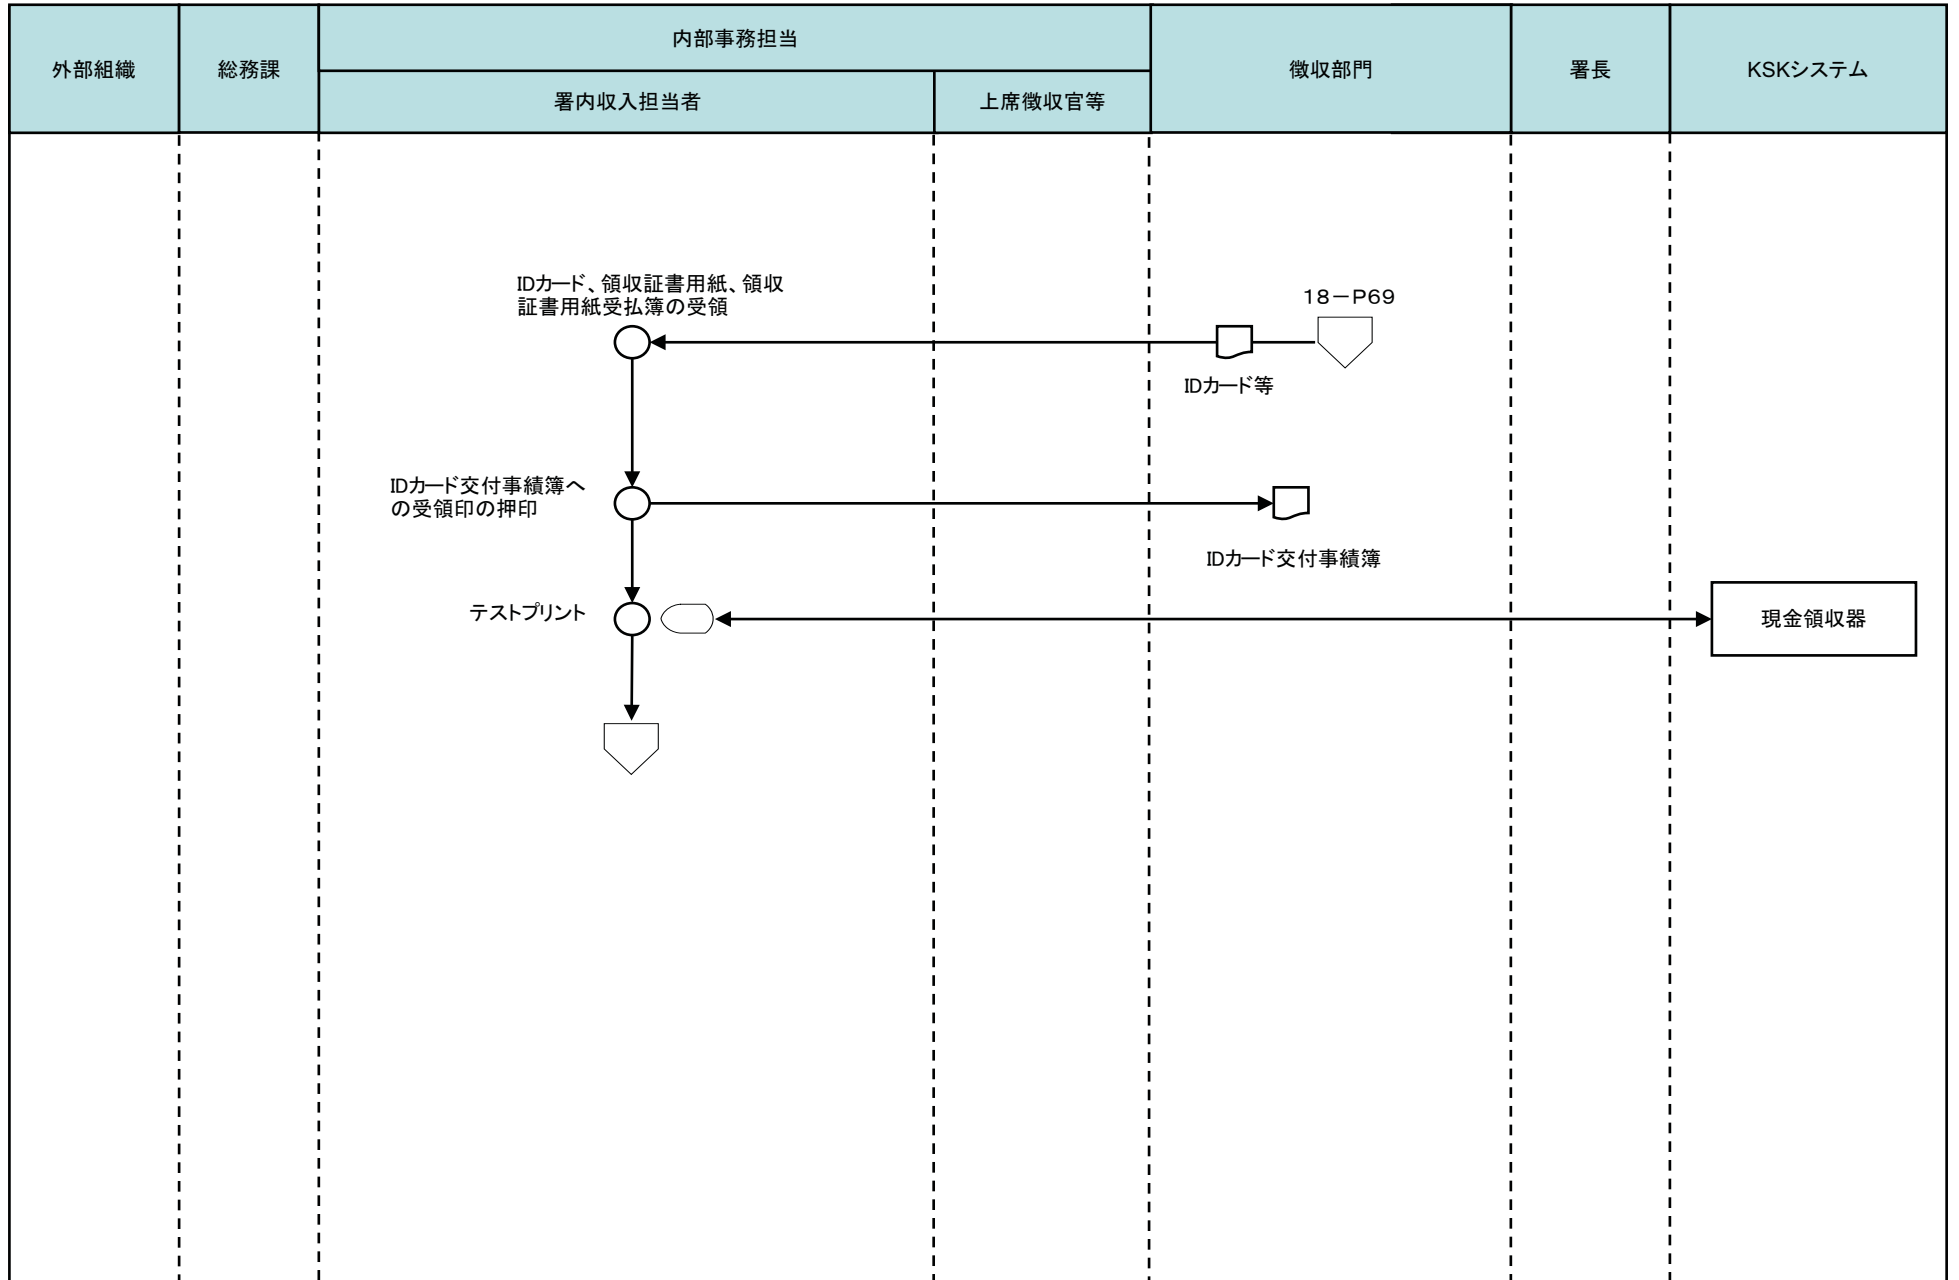 外部組織
総務課
内部事務担当
署内収入担当者
上席徴収官等
徴収部門
署長
KSKシステム
IDカード、領収証書用紙、領収
証書用紙受払簿の受領
18－P69
IDカード等
IDカード交付事績簿へ
の受領印の押印
IDカード交付事績簿
テストプリント
現金領収器